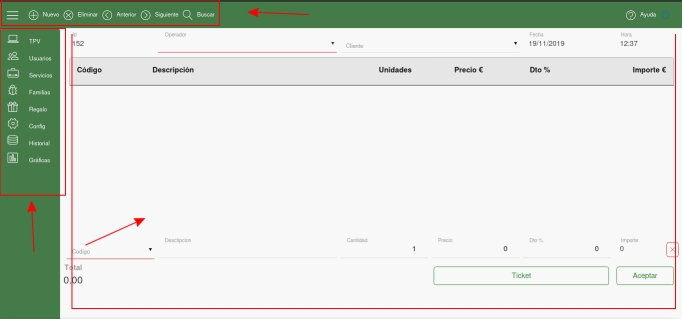 Nuevo Eliminar Anterior Siguiente Buscar Ayuda
TPV
Usuarios
Servicios
Familias
Regalo
Config
Historial
Gráficas
Id Operador Cliente Fecha Hora
152 19/11/2019 12:37
Código Descripción Unidades Precio € Dto % Importe €
Codigo Descripcion Cantidad Precio Dto % Importe
1 0 0 0
Total
0,00
Ticket Aceptar